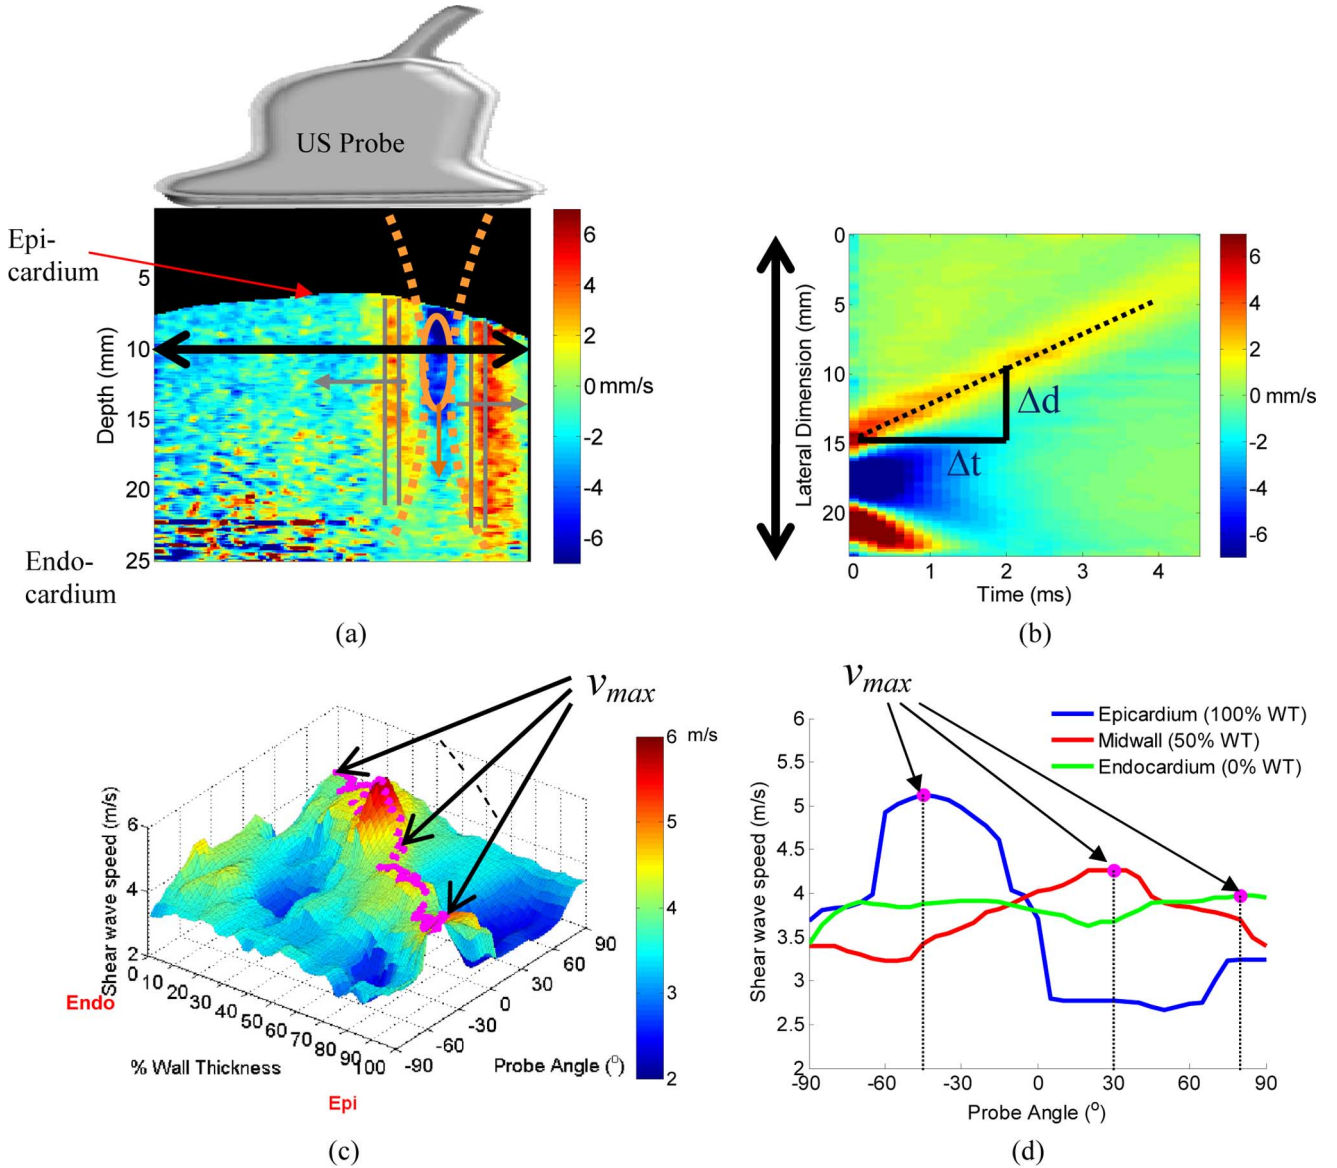 US Probe
Epi-
cardium
Endo-
cardium
Depth (mm)
5
10
15
20
25
6
4
2
0 mm/s
-2
-4
-6
(a)
Lateral Dimension (mm)
0
5
10
15
20
Δd
Δt
0
1
2
3
4
Time (ms)
6
4
2
0 mm/s
-2
-4
-6
(b)
vmax
Shear wave speed (m/s)
6
4
2
0
10
20
30
40
50
60
70
80
90
100
Endo
% Wall Thickness
Epi
-90
-60
-30
0
30
60
90
Probe Angle (°)
6 m/s
5
4
3
2
(c)
vmax
Epicardium (100% WT)
Midwall (50% WT)
Endocardium (0% WT)
Shear wave speed (m/s)
6
5.5
5
4.5
4
3.5
3
2.5
2
-90
-60
-30
0
30
60
90
Probe Angle (°)
(d)